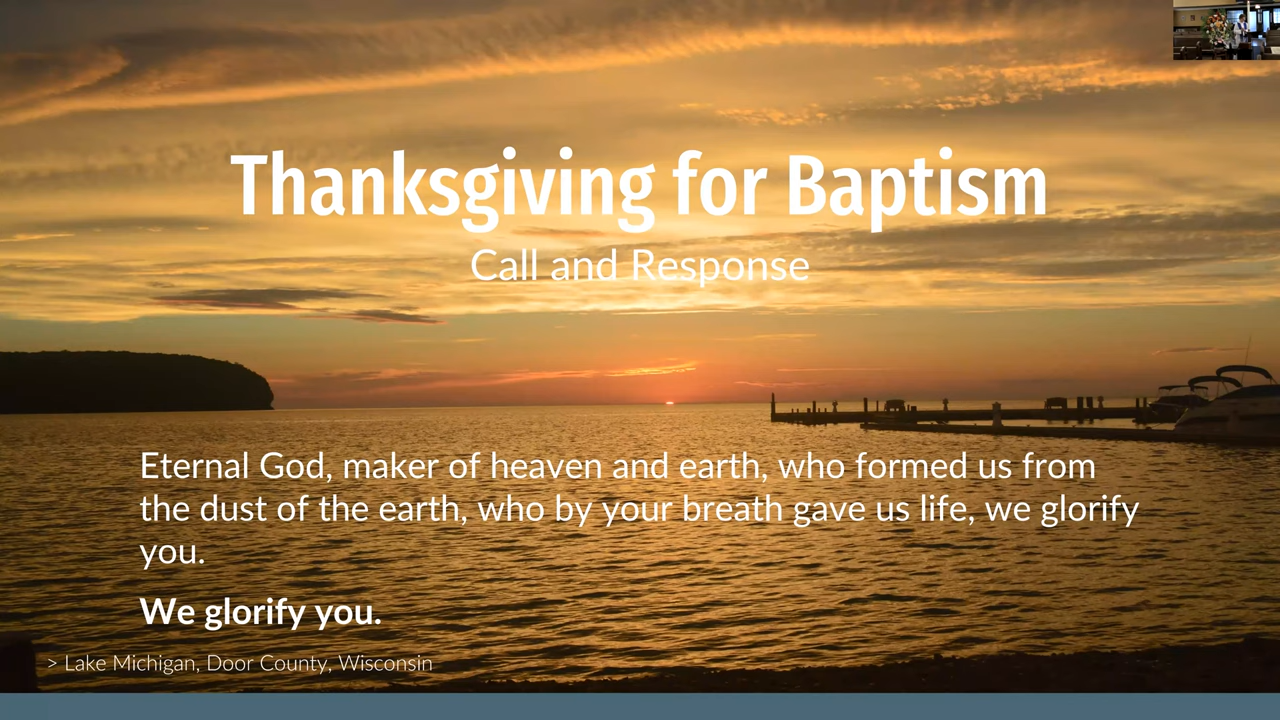 Thanksgiving for Baptism
Call and Response
Eternal God, maker of heaven and earth, who formed us from
the dust of the earth, who by your breath gave us life, we glorify
you.
We glorify you.
> Lake Michigan, Door County, Wisconsin